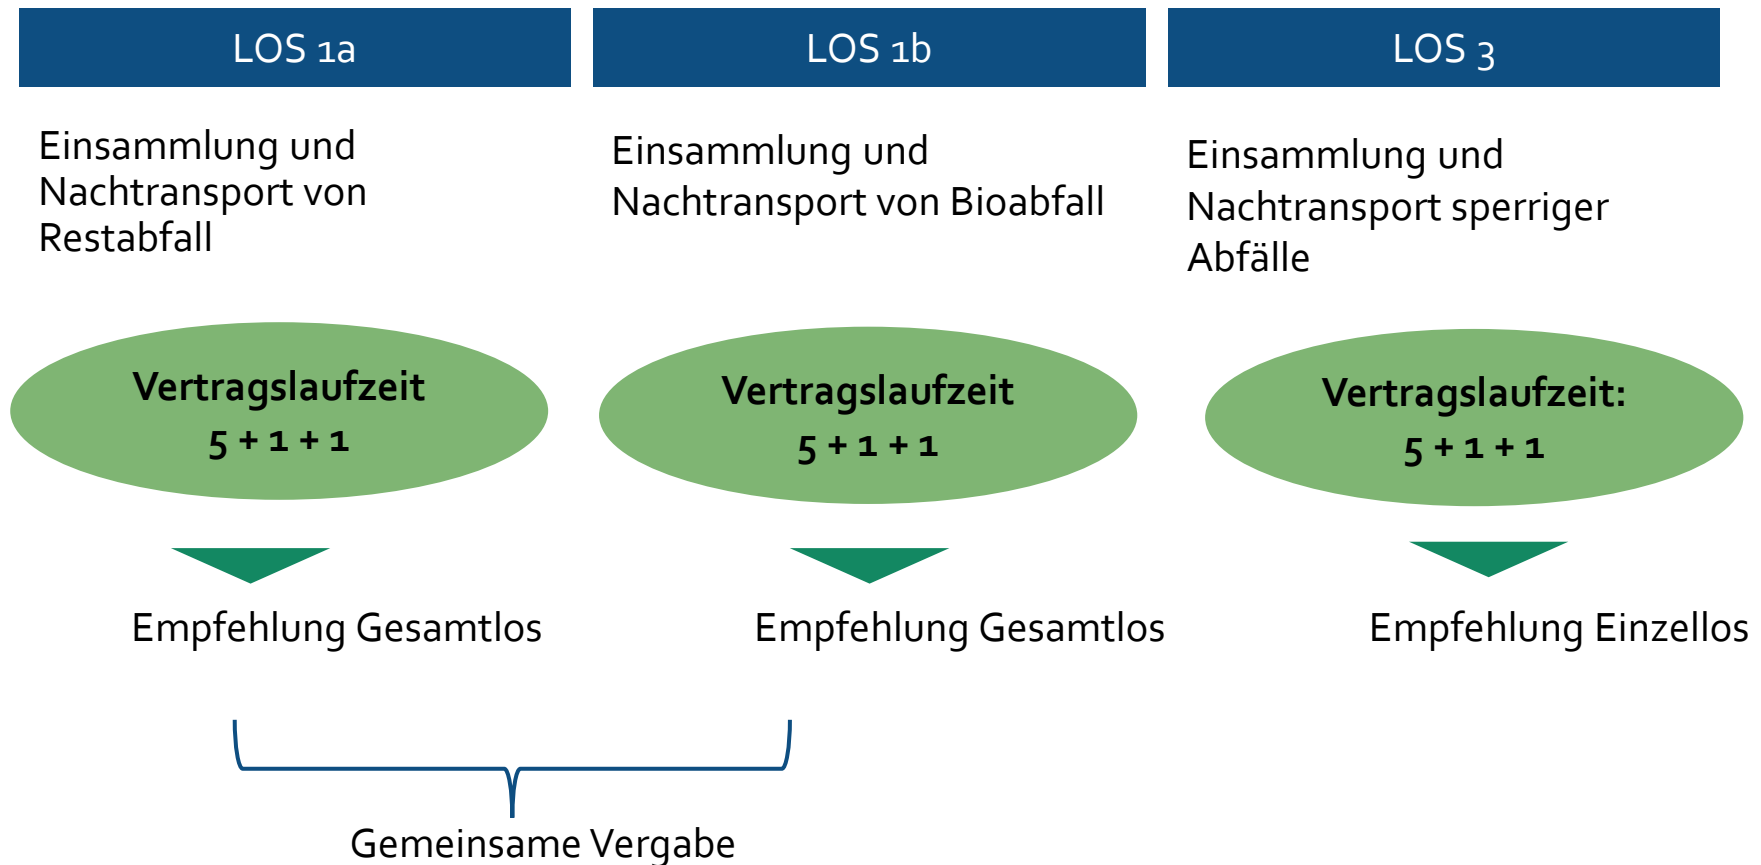 LOS 1a
Einsammlung und
Nachtransport von
Restabfall
Vertragslaufzeit
5 + 1 + 1
Empfehlung Gesamtlos
LOS 1b
Einsammlung und
Nachtransport von Bioabfall
Vertragslaufzeit
5 + 1 + 1
Empfehlung Gesamtlos
LOS 3
Einsammlung und
Nachtransport sperriger
Abfälle
Vertragslaufzeit:
5 + 1 + 1
Empfehlung Einzellos
Gemeinsame Vergabe